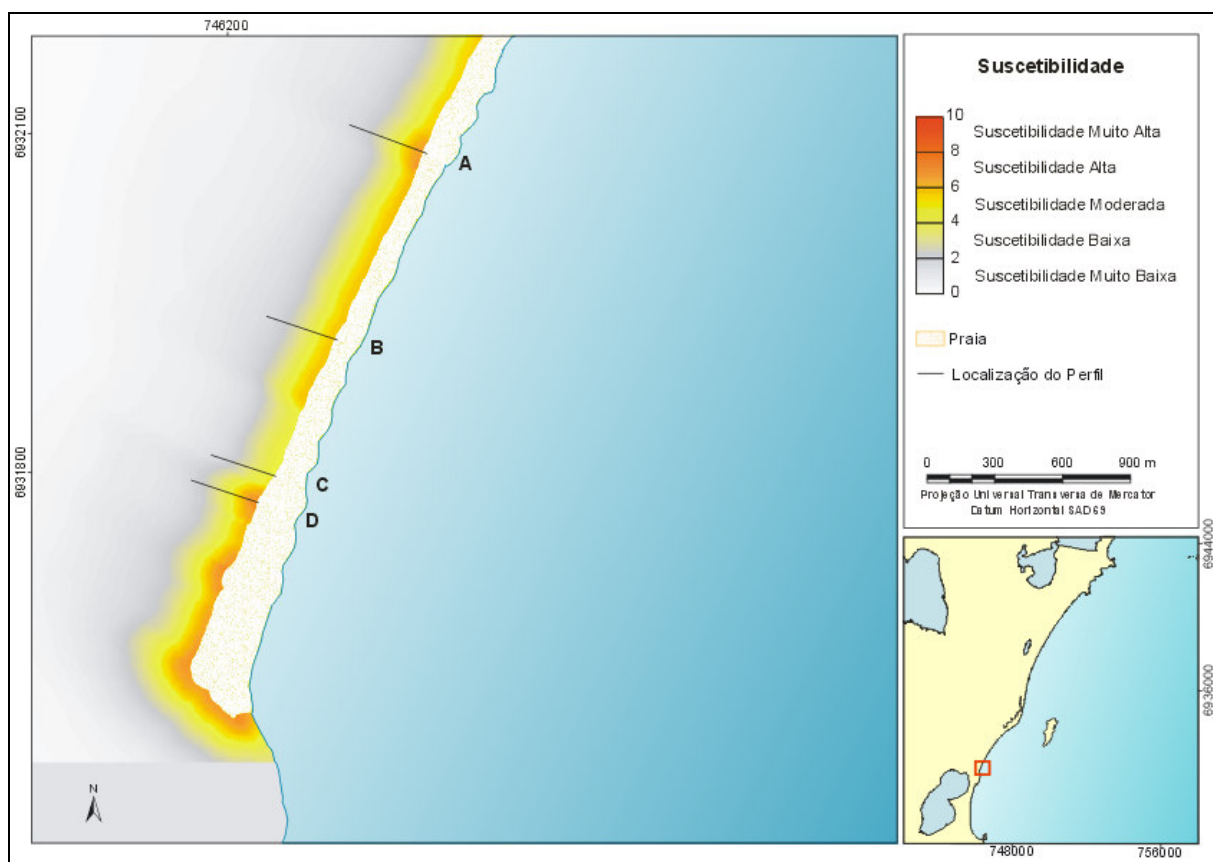 746200
6932100
6931800
A
B
C
D
N
Suscetibilidade
10
Suscetibilidade Muito Alta
8
Suscetibilidade Alta
6
Suscetibilidade Moderada
4
Suscetibilidade Baixa
2
Suscetibilidade Muito Baixa
0
Praia
Localização do Perfil
0 300 600 900 m
Projeção Universal Transversa de Mercator
Datum Horizontal SAD 69
6944000
6936000
748000 756000